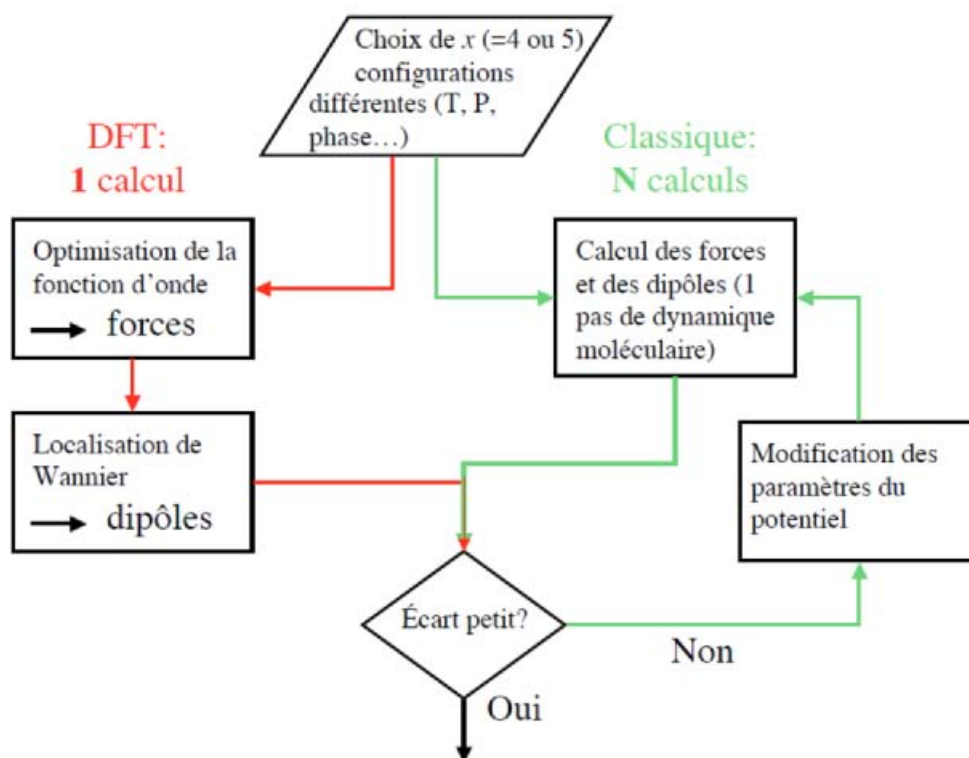 Choix de x (=4 ou 5)
configurations
différentes (T, P,
phase…)
DFT:
1 calcul
Classique:
N calculs
Optimisation de la
fonction d’onde
forces
Calcul des forces
et des dipôles (1
pas de dynamique
moléculaire)
Localisation de
Wannier
dipôles
Modification des
paramètres du
potentiel
Écart petit?
Non
Oui